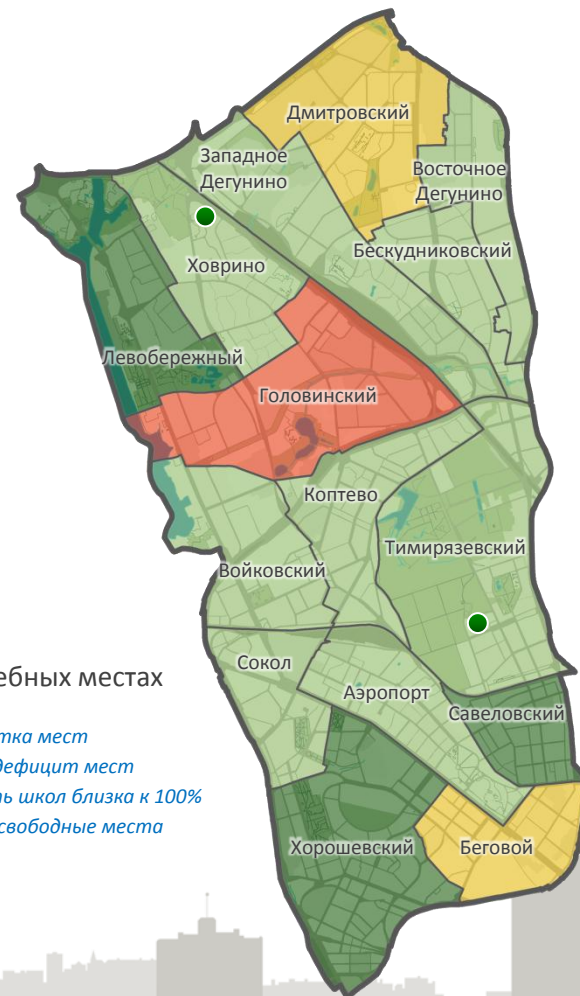 Дмитровский
Западное
Дегунино
Восточное
Дегунино
Бескудниковский
Ховрино
Левобережный
Головинский
Коптево
Тимирязевский
Войковский
Сокол
Аэропорт
Савеловский
Хорошевский
Беговой
ебных местах
тка мест
дефицит мест
ь школ близка к 100%
свободные места